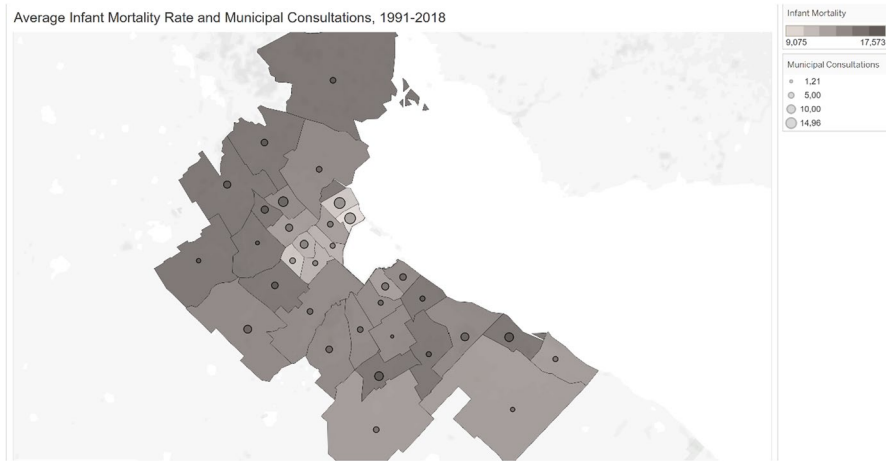 Average Infant Mortality Rate and Municipal Consultations, 1991-2018
Infant Mortality
9,075 17,573
Municipal Consultations
1,21
5,00
10,00
14,96